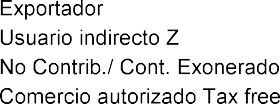 Exportador
Usuario indirecto Z
No Contrib./ Cont. Exonerado
Comercio autorizado Tax free